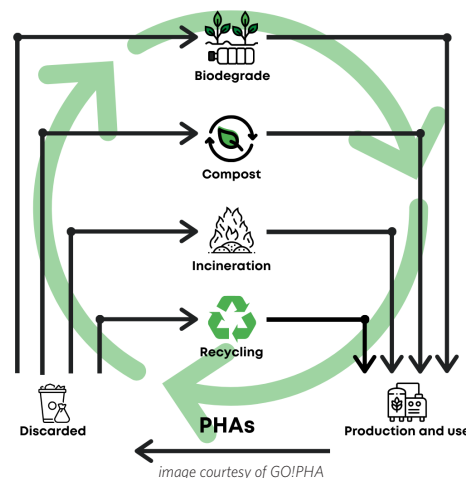 Biodegrade
Compost
Incineration
Recycling
Discarded
PHAs
Production and use
image courtesy of GO!PHA